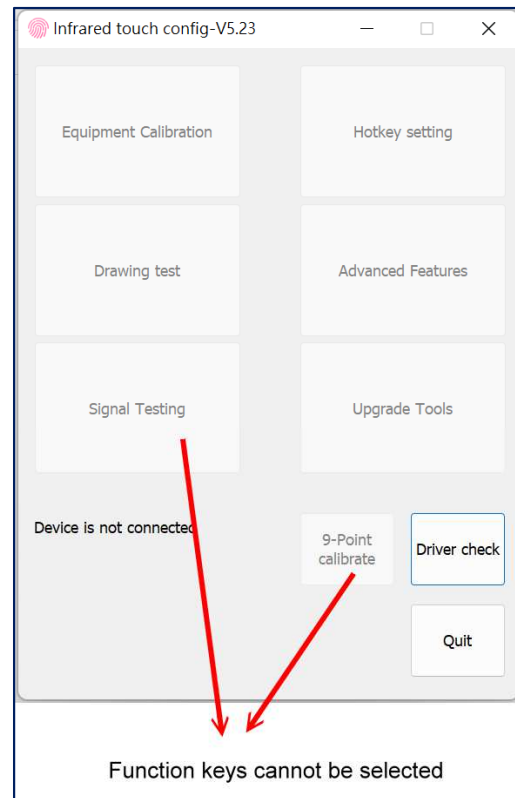 Infrared touch config-V5.23
Equipment Calibration
Hotkey setting
Drawing test
Advanced Features
Signal Testing
Upgrade Tools
Device is not connected
9-Point
calibrate
Driver check
Quit
Function keys cannot be selected